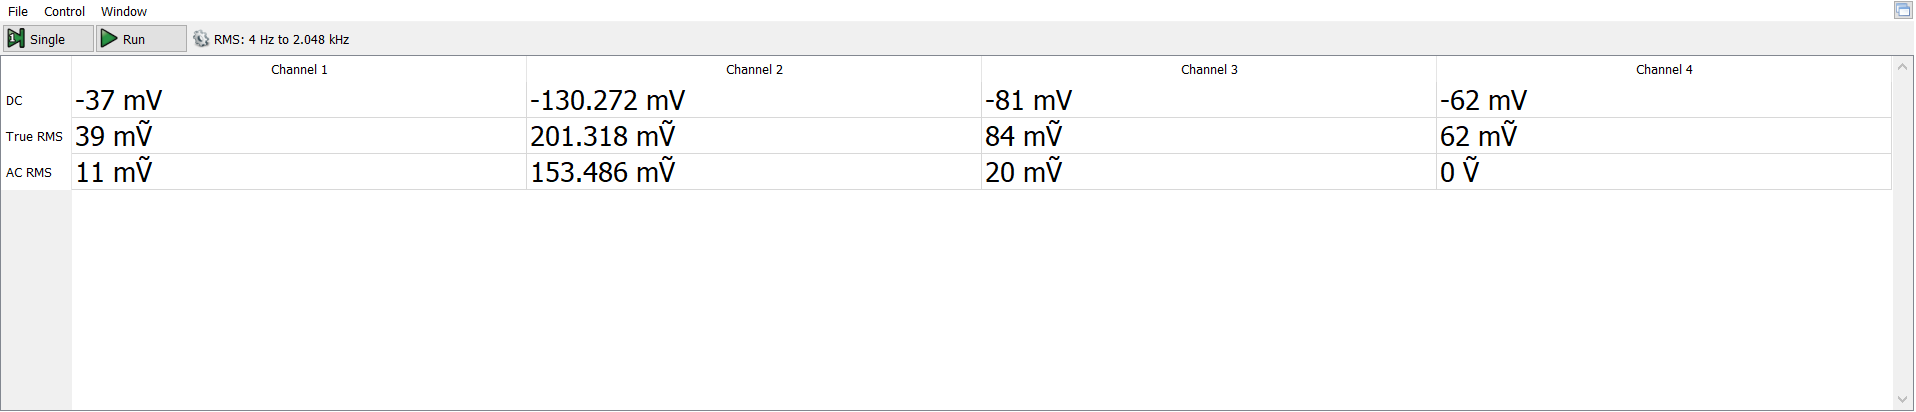 File Control Window
Single Run RMS: 4 Hz to 2.048 kHz
Channel 1 Channel 2 Channel 3 Channel 4
DC -37 mV -130.272 mV -81 mV -62 mV
True RMS 39 mṼ 201.318 mṼ 84 mṼ 62 mṼ
AC RMS 11 mṼ 153.486 mṼ 20 mṼ 0 Ṽ